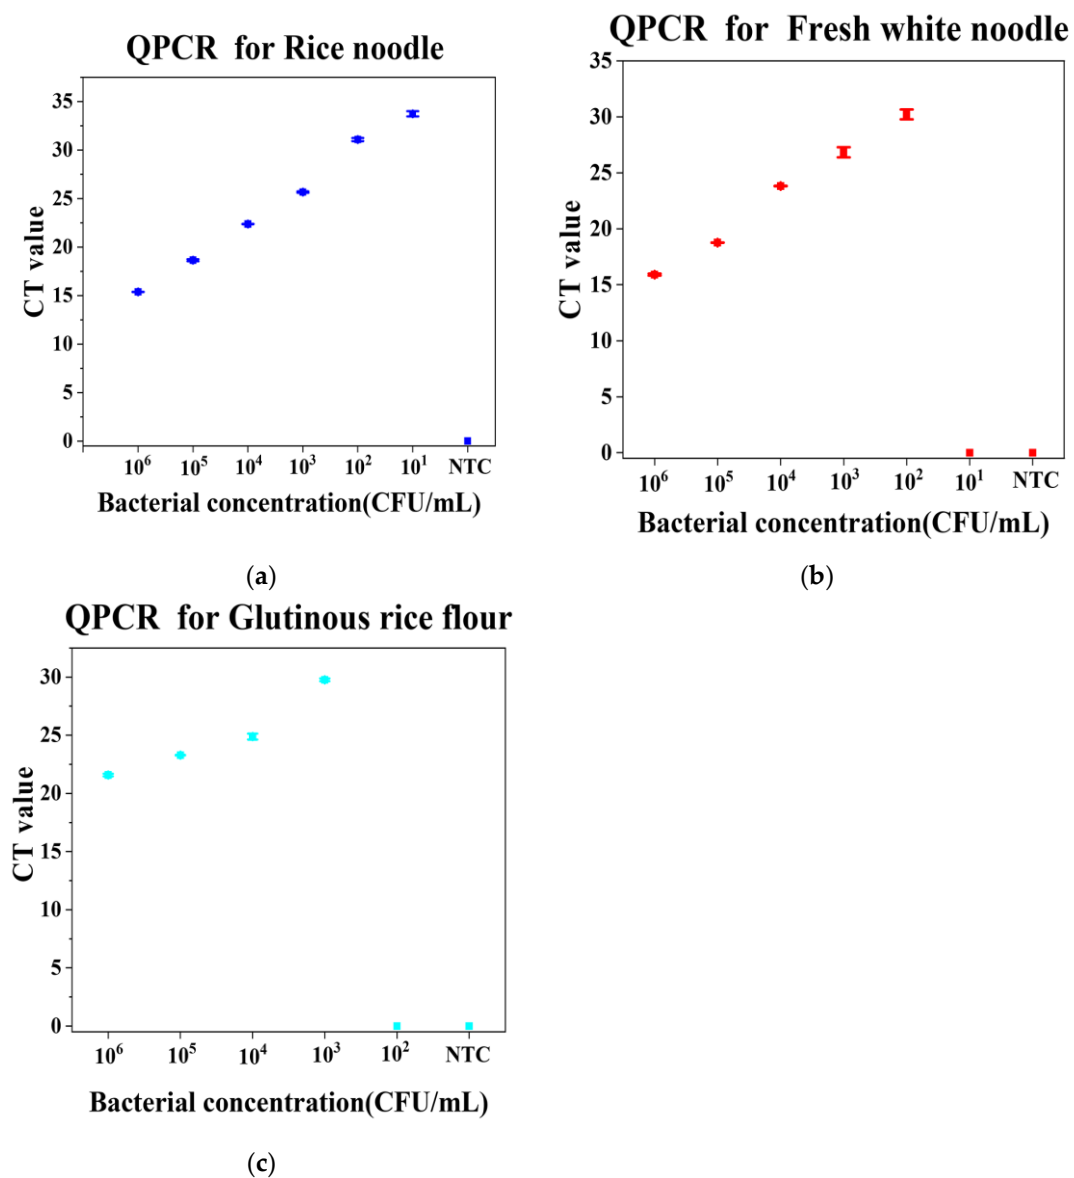 QPCR for Rice noodle
CT value
35
30
25
20
15
10
5
0
10⁶ 10⁵ 10⁴ 10³ 10² 10¹ NTC
Bacterial concentration(CFU/mL)
(a)
QPCR for Fresh white noodle
CT value
35
30
25
20
15
10
5
0
10⁶ 10⁵ 10⁴ 10³ 10² 10¹ NTC
Bacterial concentration(CFU/mL)
(b)
QPCR for Glutinous rice flour
CT value
30
25
20
15
10
5
0
10⁶ 10⁵ 10⁴ 10³ 10² NTC
Bacterial concentration(CFU/mL)
(c)